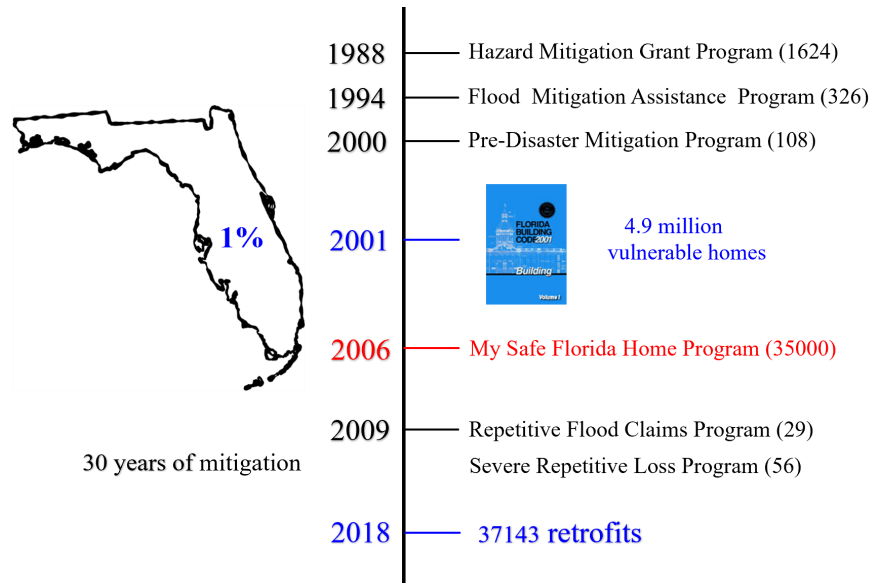 1988 Hazard Mitigation Grant Program (1624)
1994 Flood Mitigation Assistance Program (326)
2000 Pre-Disaster Mitigation Program (108)
1%
2001
FLORIDA
BUILDING
CODE 2001
Building
Volume I
4.9 million
vulnerable homes
2006 My Safe Florida Home Program (35000)
2009 Repetitive Flood Claims Program (29)
Severe Repetitive Loss Program (56)
30 years of mitigation
2018 37143 retrofits